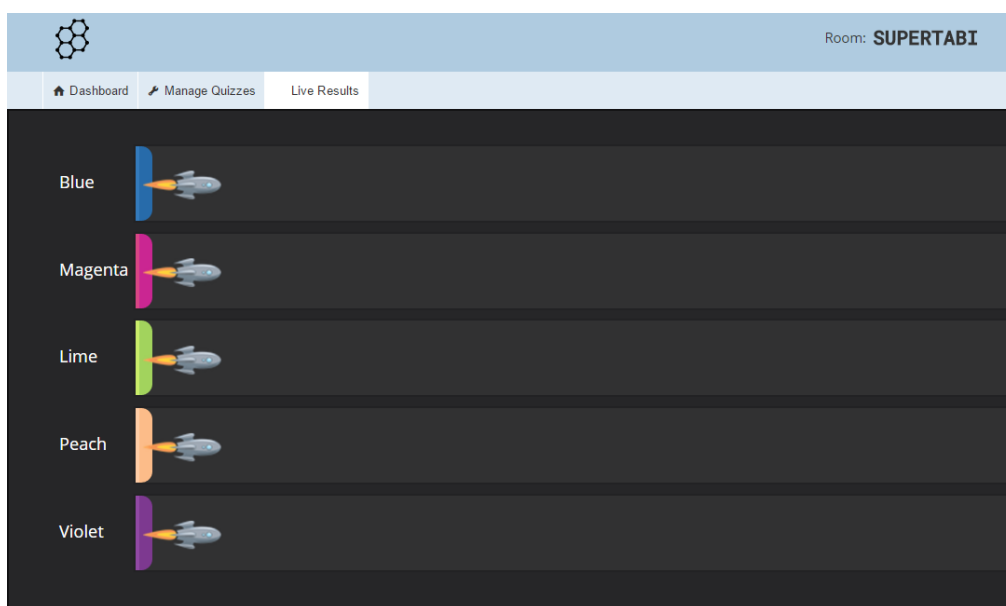 Room: SUPERTABI
Dashboard Manage Quizzes Live Results
Blue
Magenta
Lime
Peach
Violet